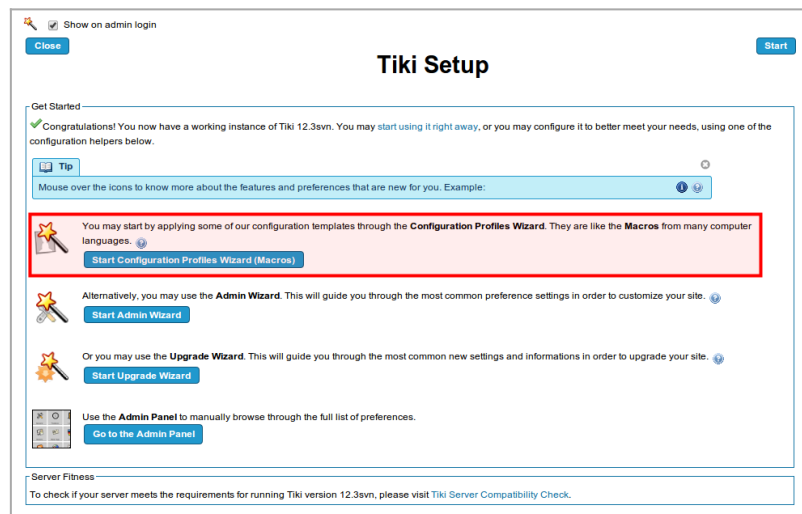 Show on admin login
Close
Start
Tiki Setup
Get Started
Congratulations! You now have a working instance of Tiki 12.3svn. You may start using it right away, or you may configure it to better meet your needs, using one of the
configuration helpers below.
Tip
Mouse over the icons to know more about the features and preferences that are new for you. Example:
You may start by applying some of our configuration templates through the Configuration Profiles Wizard. They are like the Macros from many computer
languages.
Start Configuration Profiles Wizard (Macros)
Alternatively, you may use the Admin Wizard. This will guide you through the most common preference settings in order to customize your site.
Start Admin Wizard
Or you may use the Upgrade Wizard. This will guide you through the most common new settings and informations in order to upgrade your site.
Start Upgrade Wizard
Use the Admin Panel to manually browse through the full list of preferences.
Go to the Admin Panel
Server Fitness
To check if your server meets the requirements for running Tiki version 12.3svn, please visit Tiki Server Compatibility Check.